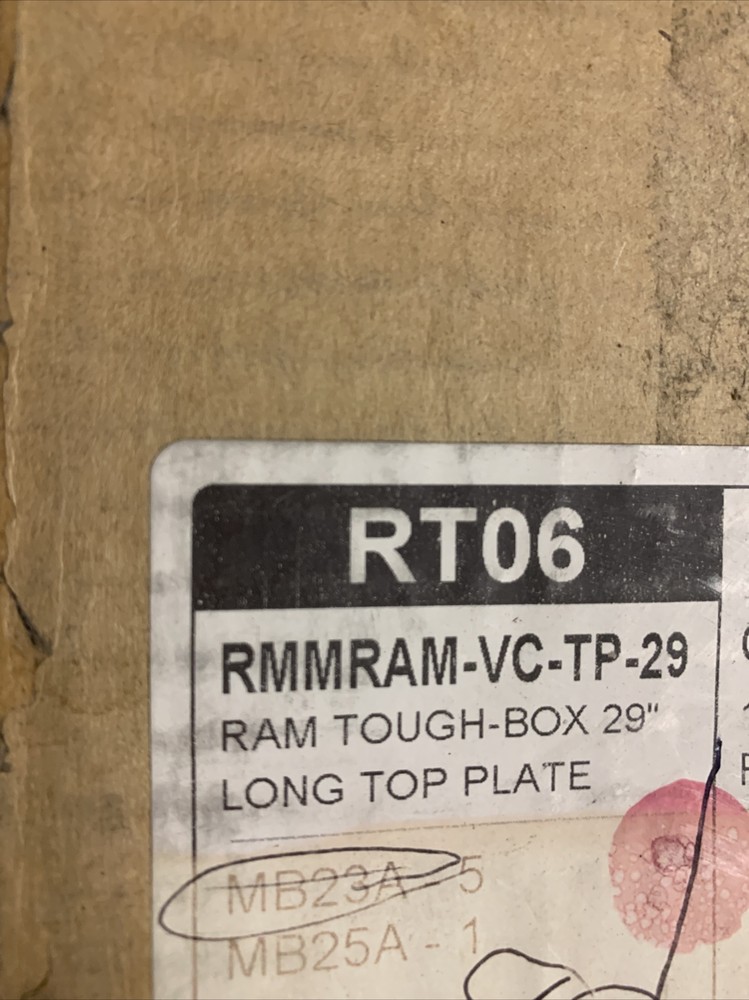 RT06
RMMRAM-VC-TP-29
RAM TOUGH-BOX 29"
LONG TOP PLATE
MB23A - 5
MB25A - 1